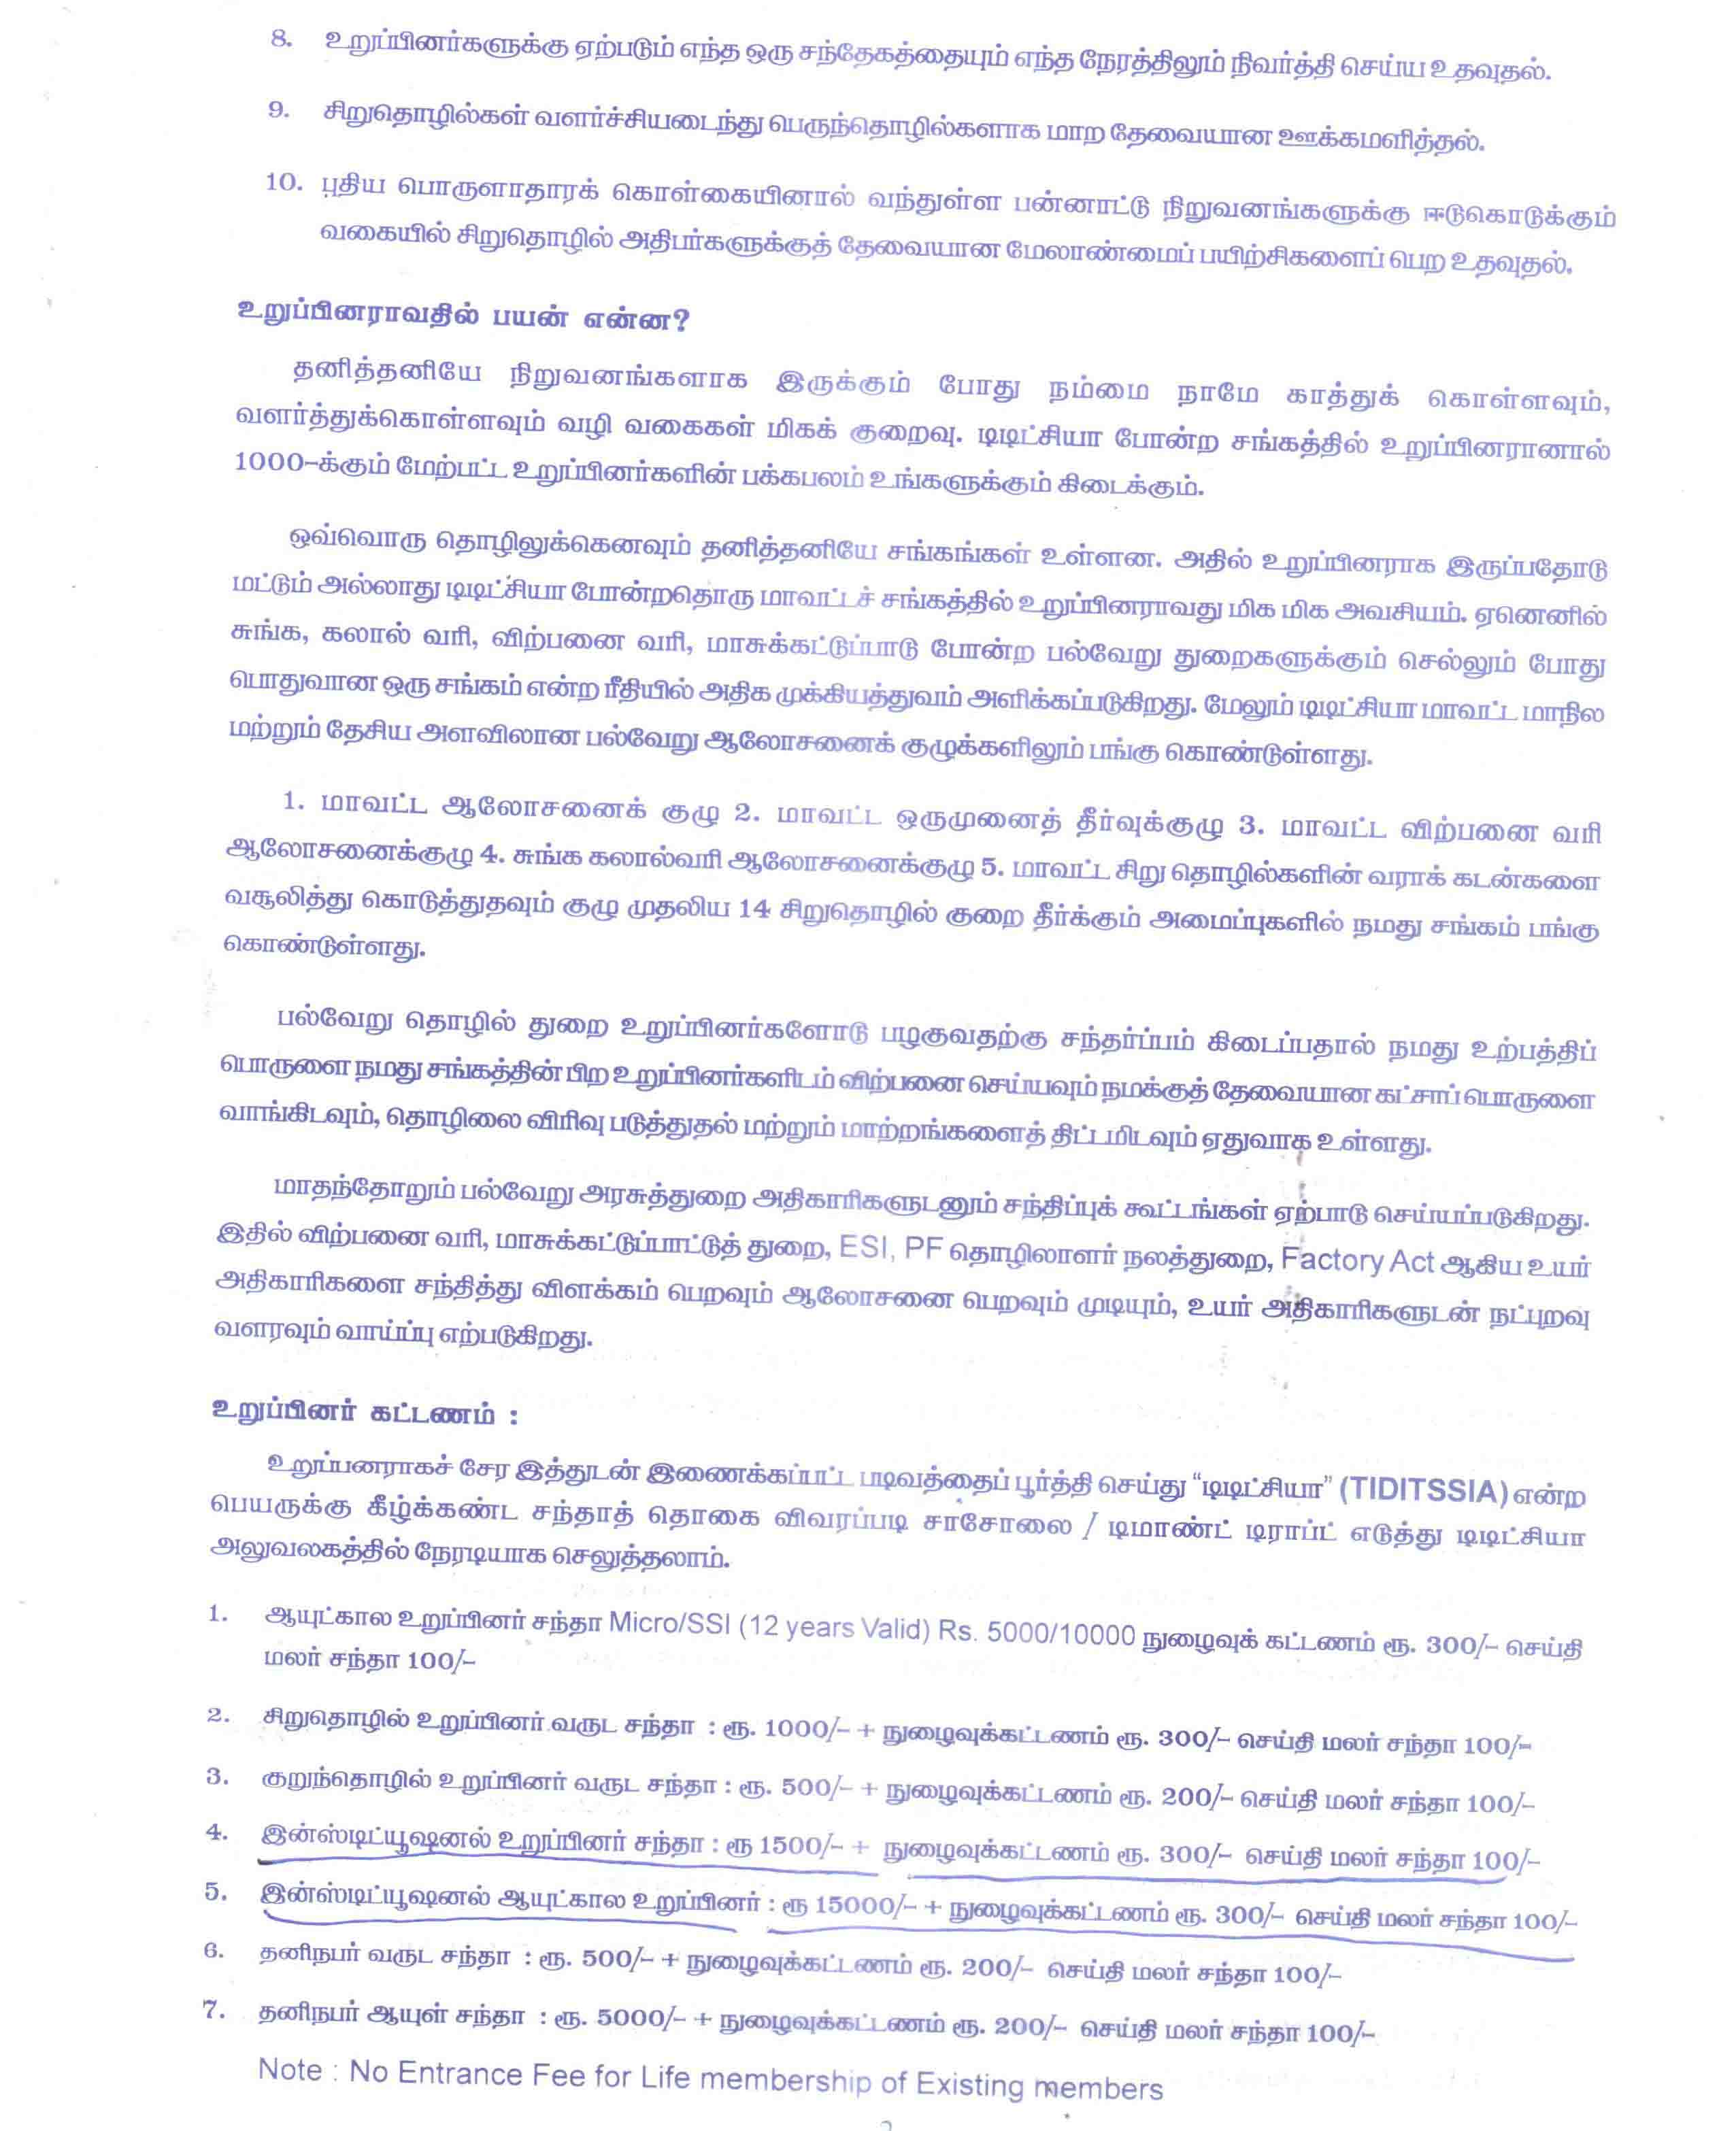 8. உறுப்பினர்களுக்கு ஏற்படும் எந்த ஒரு சந்தேகத்தையும் எந்த நேரத்திலும் நிவர்த்தி செய்ய உதவுதல்.
9. சிறுதொழில்கள் வளர்ச்சியடைந்து பெருந்தொழில்களாக மாற தேவையான ஊக்கமளித்தல்.
10. புதிய பொருளாதாரக் கொள்கையினால் வந்துள்ள பன்னாட்டு நிறுவனங்களுக்கு ஈடுகொடுக்கும்
வகையில் சிறுதொழில் அதிபர்களுக்குத் தேவையான மேலாண்மைப் பயிற்சிகளைப் பெற உதவுதல்.
உறுப்பினராவதில் பயன் என்ன?
தனித்தனியே நிறுவனங்களாக இருக்கும் போது நம்மை நாமே காத்துக் கொள்ளவும்,
வளர்த்துக்கொள்ளவும் வழி வகைகள் மிகக் குறைவு. டிடிட்சியா போன்ற சங்கத்தில் உறுப்பினரானால்
1000-க்கும் மேற்பட்ட உறுப்பினர்களின் பக்கபலம் உங்களுக்கும் கிடைக்கும்.
ஒவ்வொரு தொழிலுக்கெனவும் தனித்தனியே சங்கங்கள் உள்ளன. அதில் உறுப்பினராக இருப்பதோடு
மட்டும் அல்லாது டிடிட்சியா போன்றதொரு மாவட்டச் சங்கத்தில் உறுப்பினராவது மிக மிக அவசியம். ஏனெனில்
சுங்க, கலால் வரி, விற்பனை வரி, மாசுக்கட்டுப்பாடு போன்ற பல்வேறு துறைகளுக்கும் செல்லும் போது
பொதுவான ஒரு சங்கம் என்ற ரீதியில் அதிக முக்கியத்துவம் அளிக்கப்படுகிறது. மேலும் டிடிட்சியா மாவட்ட மாநில
மற்றும் தேசிய அளவிலான பல்வேறு ஆலோசனைக் குழுக்களிலும் பங்கு கொண்டுள்ளது.
1. மாவட்ட ஆலோசனைக் குழு 2. மாவட்ட ஒருமுனைத் தீர்வுக்குழு 3. மாவட்ட விற்பனை வரி
ஆலோசனைக்குழு 4. சுங்க கலால்வரி ஆலோசனைக்குழு 5. மாவட்ட சிறு தொழில்களின் வராக் கடன்களை
வசூலித்து கொடுத்துதவும் குழு முதலிய 14 சிறுதொழில் குறை தீர்க்கும் அமைப்புகளில் நமது சங்கம் பங்கு
கொண்டுள்ளது.
பல்வேறு தொழில் துறை உறுப்பினர்களோடு பழகுவதற்கு சந்தர்ப்பம் கிடைப்பதால் நமது உற்பத்திப்
பொருளை நமது சங்கத்தின் பிற உறுப்பினர்களிடம் விற்பனை செய்யவும் நமக்குத் தேவையான கட்சாப் பொருளை
வாங்கிடவும், தொழிலை விரிவு படுத்துதல் மற்றும் மாற்றங்களைத் திட்டமிடவும் ஏதுவாக உள்ளது.
மாதந்தோறும் பல்வேறு அரசுத்துறை அதிகாரிகளுடனும் சந்திப்புக் கூட்டங்கள் ஏற்பாடு செய்யப்படுகிறது.
இதில் விற்பனை வரி, மாசுக்கட்டுப்பாட்டுத் துறை, ESI, PF தொழிலாளர் நலத்துறை, Factory Act ஆகிய உயர்
அதிகாரிகளை சந்தித்து விளக்கம் பெறவும் ஆலோசனை பெறவும் முடியும், உயர் அதிகாரிகளுடன் நட்புறவு
வளரவும் வாய்ப்பு எற்படுகிறது.
உறுப்பினர் கட்டணம் :
உறுப்பனராகச் சேர இத்துடன் இணைக்கப்பட்ட படிவத்தைப் பூர்த்தி செய்து “டிடிட்சியா” (TIDITSSIA) என்ற
பெயருக்கு கீழ்க்கண்ட சந்தாத் தொகை விவரப்படி சாசோலை / டிமாண்ட் டிராப்ட் எடுத்து டிடிட்சியா
அலுவலகத்தில் நேரடியாக செலுத்தலாம்.
1. ஆயுட்கால உறுப்பினர் சந்தா Micro/SSI (12 years Valid) Rs. 5000/10000 நுழைவுக் கட்டணம் ரூ. 300/- செய்தி
மலர் சந்தா 100/-
2. சிறுதொழில் உறுப்பினர் வருட சந்தா : ரூ. 1000/- + நுழைவுக்கட்டணம் ரூ. 300/- செய்தி மலர் சந்தா 100/-
3. குறுந்தொழில் உறுப்பினர் வருட சந்தா : ரூ. 500/- + நுழைவுக்கட்டணம் ரூ. 200/- செய்தி மலர் சந்தா 100/-
4. இன்ஸ்டிட்யூஷனல் உறுப்பினர் சந்தா : ரூ 1500/- + நுழைவுக்கட்டணம் ரூ. 300/- செய்தி மலர் சந்தா 100/-
5. இன்ஸ்டிட்யூஷனல் ஆயுட்கால உறுப்பினர் : ரூ 15000/- + நுழைவுக்கட்டணம் ரூ. 300/- செய்தி மலர் சந்தா 100/-
6. தனிநபர் வருட சந்தா : ரூ. 500/- + நுழைவுக்கட்டணம் ரூ. 200/- செய்தி மலர் சந்தா 100/-
7. தனிநபர் ஆயுள் சந்தா : ரூ. 5000/- + நுழைவுக்கட்டணம் ரூ. 200/- செய்தி மலர் சந்தா 100/-
Note : No Entrance Fee for Life membership of Existing members